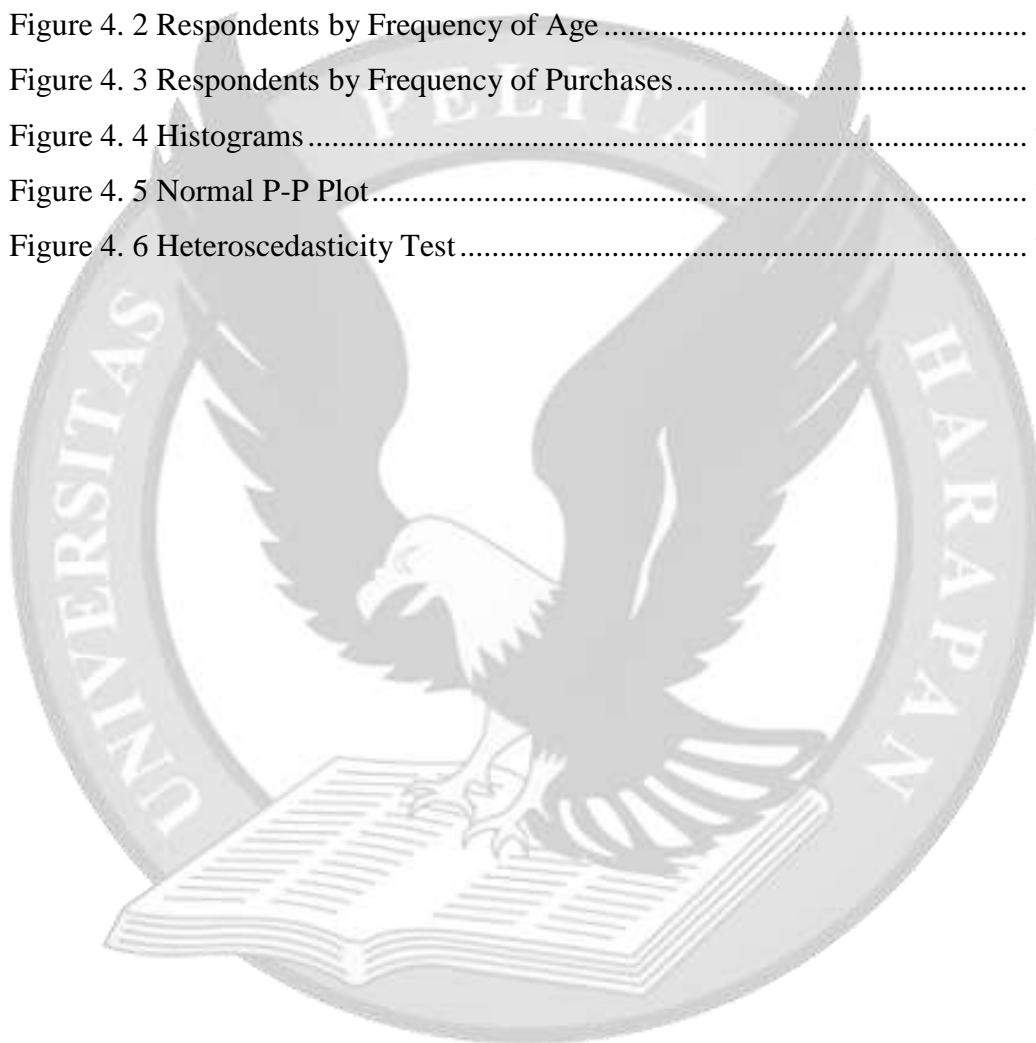 Figure 4. 2 Respondents by Frequency of Age ....................................................
Figure 4. 3 Respondents by Frequency of Purchases...........................................
Figure 4. 4 Histograms .........................................................................................
Figure 4. 5 Normal P-P Plot.................................................................................
Figure 4. 6 Heteroscedasticity Test ......................................................................
UNIVERSITAS PELITA HARAPAN